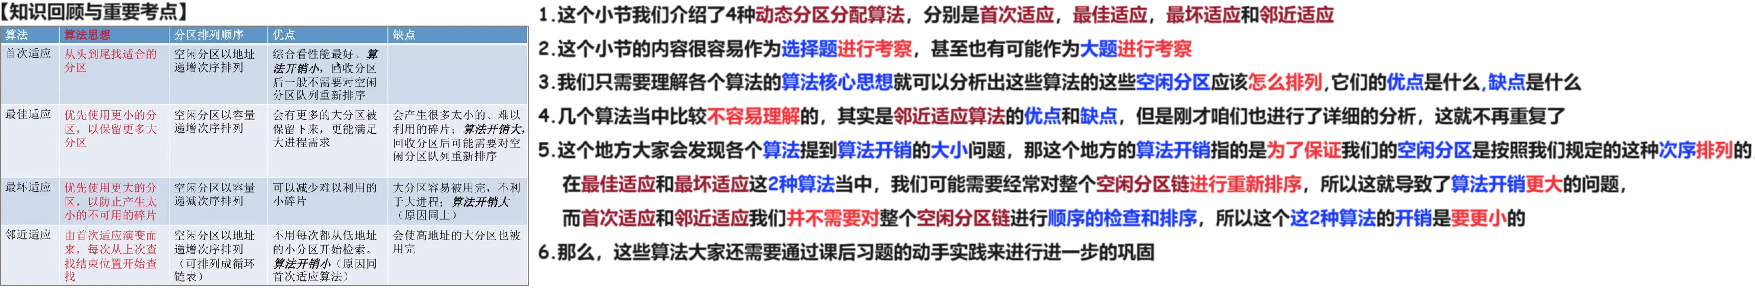 【知识回顾与重要考点】
算法 算法思想 分区排列顺序 优点 缺点
首次适应
从头到尾找适合的
分区
空闲分区以地址
递增次序排列
综合看性能最好。算
法开销小，回收分区
后一般不需要对空闲
分区队列重新排序
最佳适应
优先使用更小的分
区，以保留更多大
分区
空闲分区以容量
递增次序排列
会有更多的大分区被
保留下来，更能满足
大进程需求
会产生很多太小的、难以
利用的碎片；算法开销大，
回收分区后可能需要对空
闲分区队列重新排序
最坏适应
优先使用更大的分
区，以防止产生太
小的不可用的碎片
空闲分区以容量
递减次序排列
可以减少难以利用的
小碎片
大分区容易被用完，不利
于大进程；算法开销大
（原因同上）
邻近适应
由首次适应演变而
来，每次从上次查
找结束位置开始查
找
空闲分区以地址
递增次序排列
（可排列成循环
链表）
不用每次都从低地址
的小分区开始检索。
算法开销小（原因同
首次适应算法）
会使高地址的大分区也被
用完
1.这个小节我们介绍了4种动态分区分配算法，分别是首次适应，最佳适应，最坏适应和邻近适应
2.这个小节的内容很容易作为选择题进行考察，甚至也有可能作为大题进行考察
3.我们只需要理解各个算法的算法核心思想就可以分析出这些算法的这些空闲分区应该怎么排列,它们的优点是什么,缺点是什么
4.几个算法当中比较不容易理解的，其实是邻近适应算法的优点和缺点，但是刚才咱们也进行了详细的分析，这就不再重复了
5.这个地方大家会发现各个算法提到算法开销的大小问题，那这个地方的算法开销指的是为了保证我们的空闲分区是按照我们规定的这种次序排列的，
在最佳适应和最坏适应这2种算法当中，我们可能需要经常对整个空闲分区链进行重新排序，所以这就导致了算法开销更大的问题，
而首次适应和邻近适应我们并不需要对整个空闲分区链进行顺序的检查和排序，所以这个这2种算法的开销是要更小的
6.那么，这些算法大家还需要通过课后习题的动手实践来进行进一步的巩固